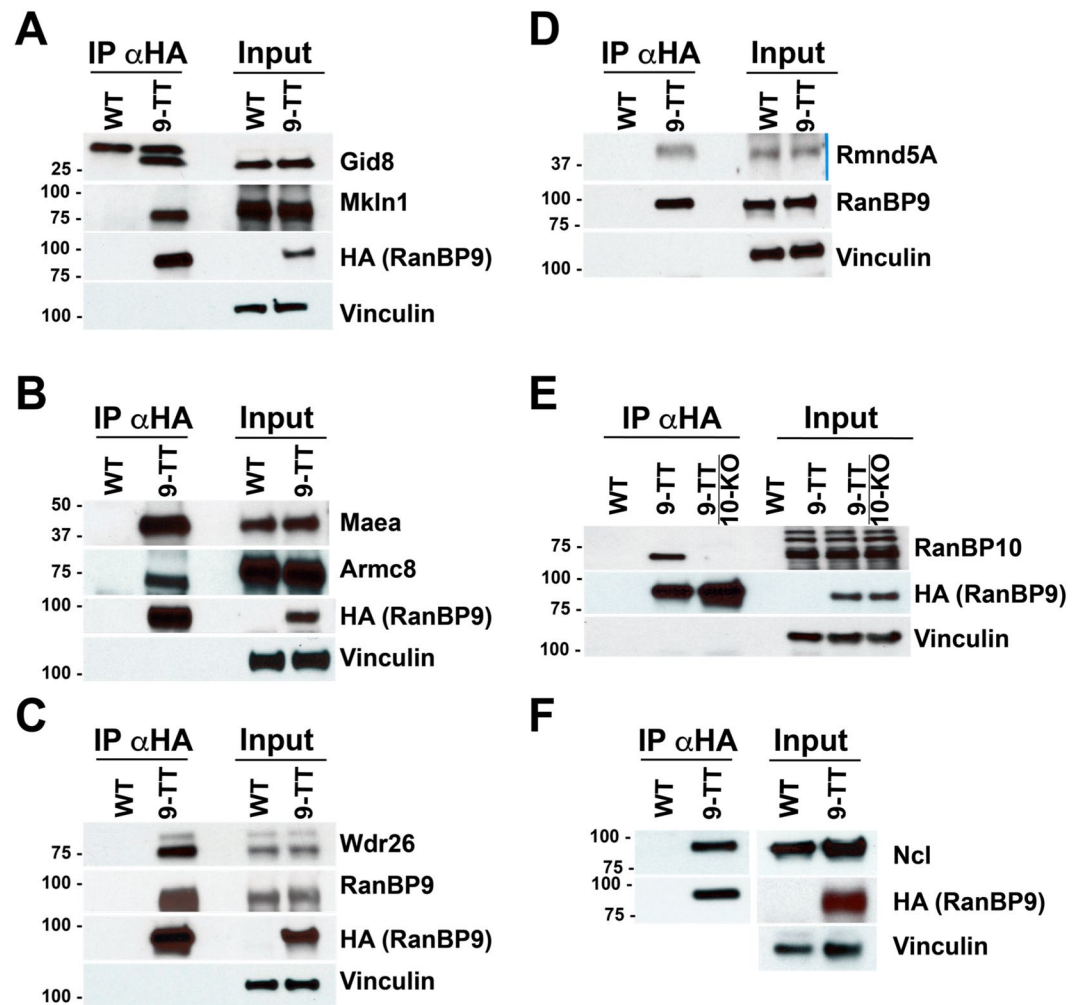 A
IP αHA Input
WT 9-TT WT 9-TT
25 - Gid8
100 -
75 - Mkln1
100 -
75 - HA (RanBP9)
100 - Vinculin
B
IP αHA Input
WT 9-TT WT 9-TT
50 -
37 - Maea
75 - Armc8
100 - HA (RanBP9)
100 - Vinculin
C
IP αHA Input
WT 9-TT WT 9-TT
75 - Wdr26
100 - RanBP9
100 - HA (RanBP9)
100 - Vinculin
D
IP αHA Input
WT 9-TT WT 9-TT
37 - Rmnd5A
100 - RanBP9
75 -
100 - Vinculin
E
IP αHA Input
WT 9-TT 9-TT 10-KO WT 9-TT 9-TT 10-KO
75 - RanBP10
100 -
75 - HA (RanBP9)
100 - Vinculin
F
IP αHA Input
WT 9-TT WT 9-TT
100 -
75 - Ncl
100 -
75 - HA (RanBP9)
Vinculin